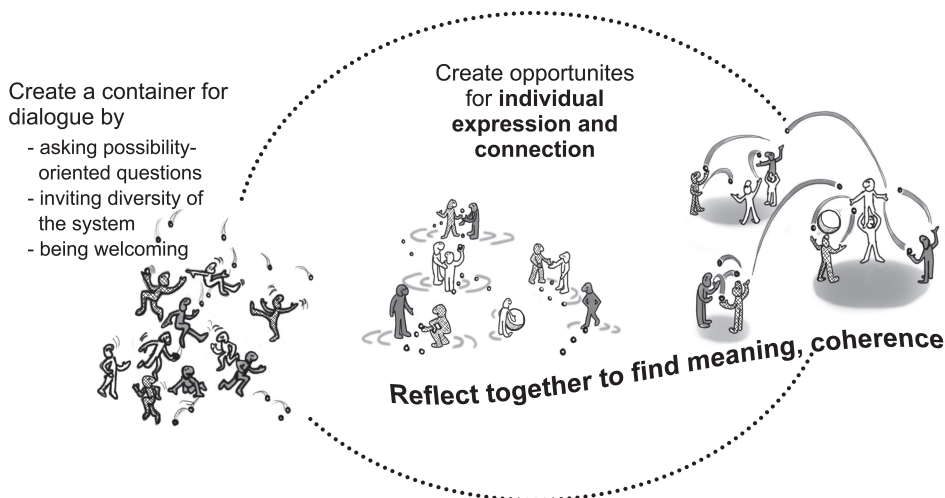 Create a container for
dialogue by
- asking possibility-
oriented questions
- inviting diversity of
the system
- being welcoming
Create opportunites
for individual
expression and
connection
Reflect together to find meaning, coherence